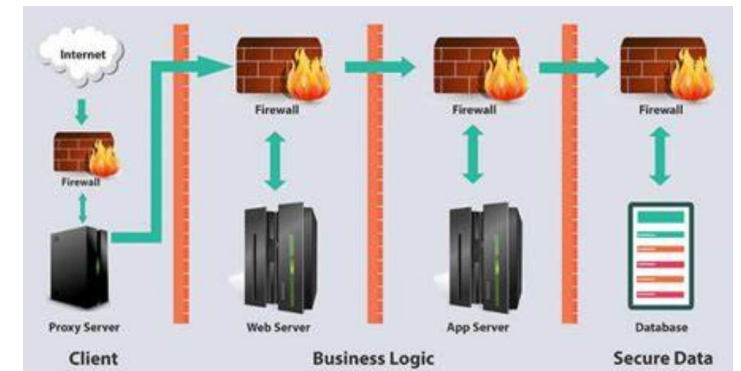 Internet
Firewall
Firewall
Firewall
Firewall
Proxy Server
Web Server
App Server
Database
Client
Business Logic
Secure Data